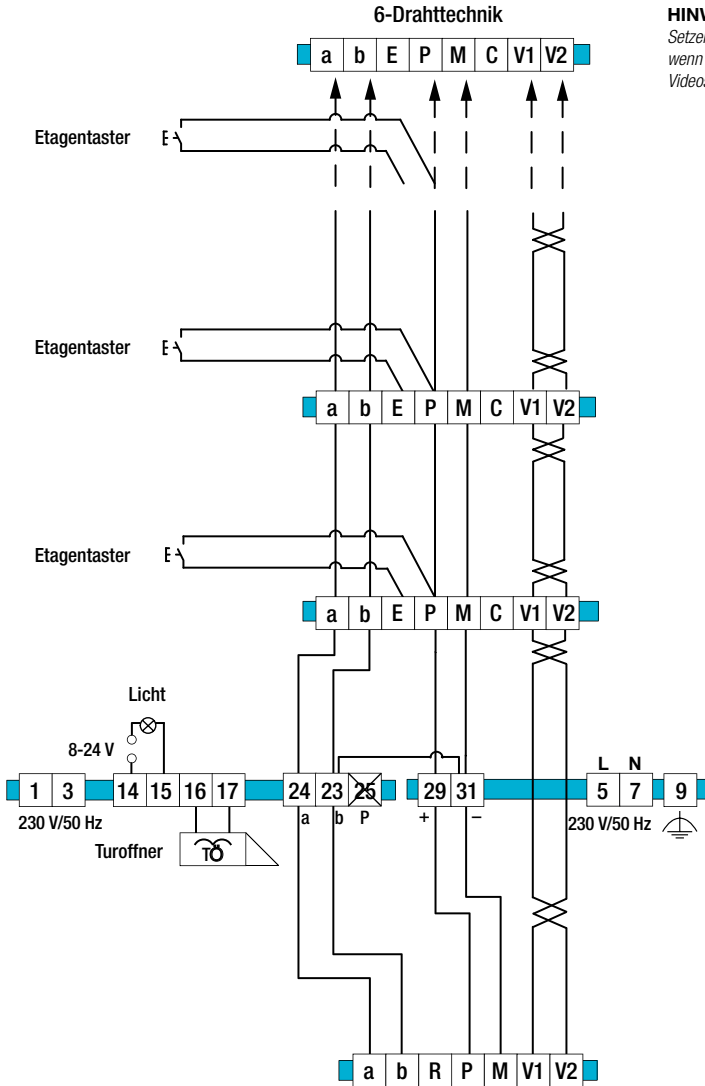 6-Drahttechnik
HINW
Setze
wenn
Videos
a b E P M C V1 V2
Etagentaster
Etagentaster
a b E P M C V1 V2
Etagentaster
a b E P M C V1 V2
Licht
8-24 V
L N
1 3 14 15 16 17 24 23 25 29 31 5 7 9
a b P + –
230 V/50 Hz
230 V/50 Hz
Turoffner
TÖ
a b R P M V1 V2